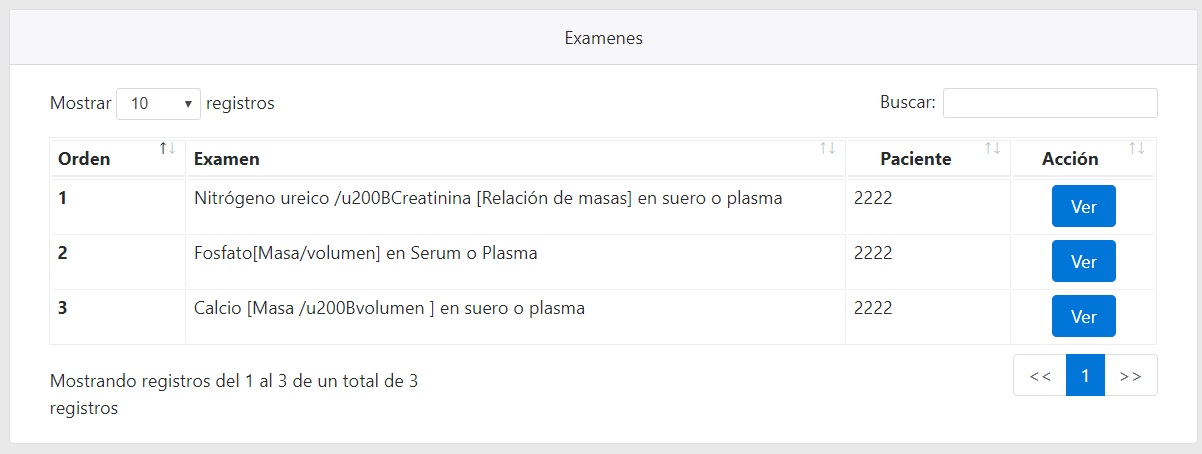 Examenes
Mostrar 10 registros Buscar:
Orden Examen Paciente Acción
1 Nitrógeno ureico /u200BCreatinina [Relación de masas] en suero o plasma 2222 Ver
2 Fosfato[Masa/volumen] en Serum o Plasma 2222 Ver
3 Calcio [Masa /u200Bvolumen ] en suero o plasma 2222 Ver
Mostrando registros del 1 al 3 de un total de 3
registros
<< 1 >>